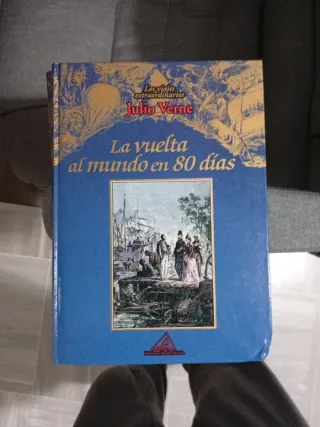 Los viajes
extraordinarios
Julio Verne
La vuelta
al mundo en 80 días